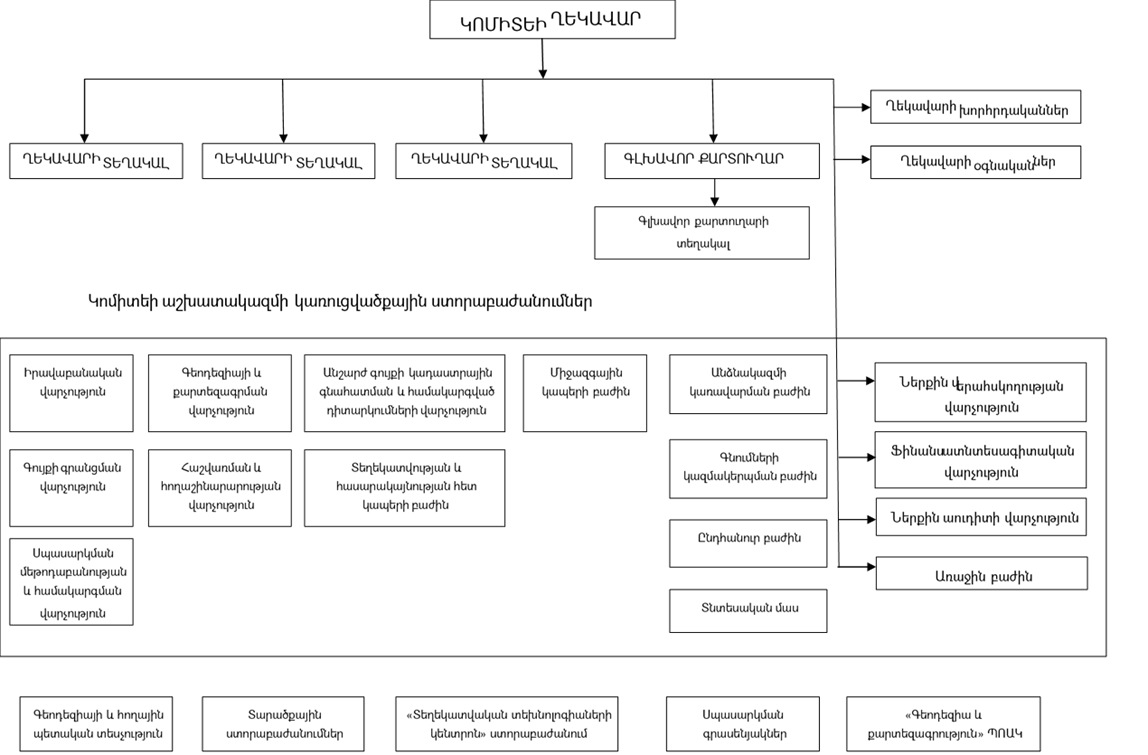 ԿՈՄԻՏԵԻ ՂԵԿԱՎԱՐ
Ղեկավարի խորհրդականներ
ՂԵԿԱՎԱՐԻ ՏԵՂԱԿԱԼ
ՂԵԿԱՎԱՐԻ ՏԵՂԱԿԱԼ
ՂԵԿԱՎԱՐԻ ՏԵՂԱԿԱԼ
ԳԼԽԱՎՈՐ ՔԱՐՏՈՒՂԱՐ
Ղեկավարի օգնականներ
Գլխավոր քարտուղարի
տեղակալ
Կոմիտեի աշխատակազմի կառուցվածքային ստորաբաժանումներ
Իրավաբանական
վարչություն
Գեոդեզիայի և
քարտեզագրման
վարչություն
Անշարժ գույքի կադաստրային
գնահատման և համակարգված
դիտարկումների վարչություն
Միջազգային
կապերի բաժին
Անձնակազմի
կառավարման բաժին
Ներքին վերահսկողության
վարչություն
Գույքի գրանցման
վարչություն
Հաշվառման և
հողաշինարարության
վարչություն
Տեղեկատվության և
հասարակայնության հետ
կապերի բաժին
Գնումների
կազմակերպման բաժին
Ֆինանսատնտեսագիտական
վարչություն
Ներքին աուդիտի վարչություն
Սպասարկման
մեթոդաբանության
և համակարգման
վարչություն
Ընդհանուր բաժին
Առաջին բաժին
Տնտեսական մաս
Գեոդեզիայի և հողային
պետական տեսչություն
Տարածքային
ստորաբաժանումներ
«Տեղեկատվական տեխնոլոգիաների
կենտրոն» ստորաբաժանում
Սպասարկման
գրասենյակներ
«Գեոդեզիա և
քարտեզագրություն» ՊՈԱԿ